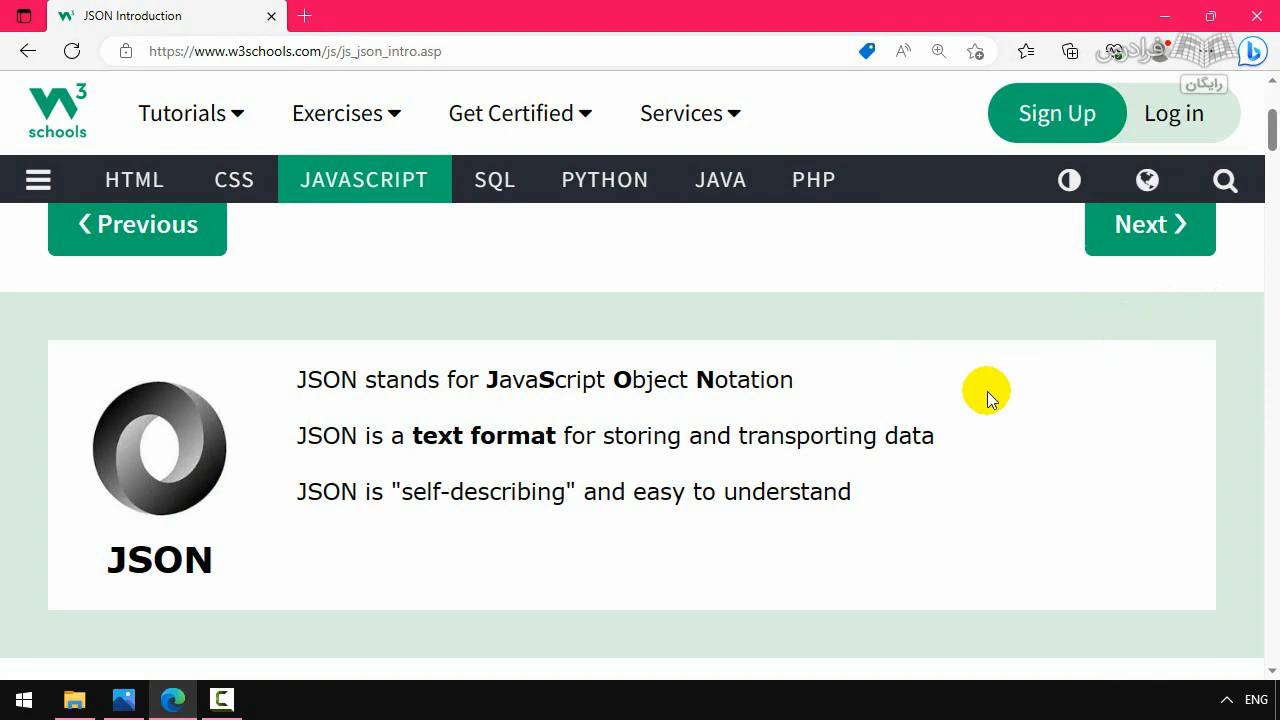 JSON Introduction
https://www.w3schools.com/js/js_json_intro.asp
فرادرس
رایگان
W3
schools
Tutorials
Exercises
Get Certified
Services
Sign Up
Log in
HTML
CSS
JAVASCRIPT
SQL
PYTHON
JAVA
PHP
❮ Previous
Next ❯
JSON stands for JavaScript Object Notation
JSON is a text format for storing and transporting data
JSON is "self-describing" and easy to understand
JSON
ENG